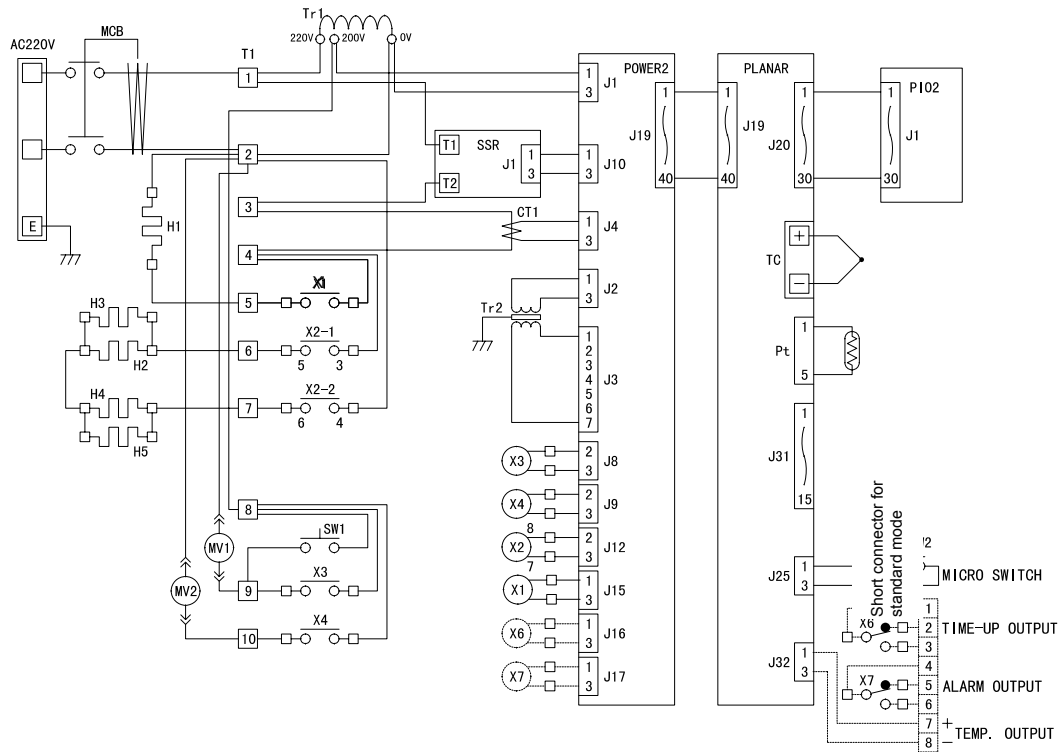 Tr1
220V 200V 0V
AC220V MCB T1
POWER2 PLANAR
PIO2
1
1 3 J1
1 40 J19
1 40 J19
1 30 J20
1 30 J1
2
T1 SSR
T2
J1 1 3
1 3 J10
3
CT1
1 3 J4
E
H1
4
TC + −
5
X1
1 3 J2
Tr2
H3
H2
6
X2-1
5 3
1 2 3 4 5 6 7 J3
Pt 1 5
H4
H5
7
X2-2
6 4
X3 2 3 J8
J31 1 15
X4 2 3 J9
8
SW1
8
X2 2 3 J12
7
MV1
MV2
9
X3
X1 1 3 J15
X4
10
X6 1 3 J16
X7 1 3 J17
Short connector for
standard mode
J25 1 3
MICRO SWITCH
X6
1
2 TIME-UP OUTPUT
3
J32 1 3
4
X7
5 ALARM OUTPUT
6
7 +
TEMP. OUTPUT
8 −